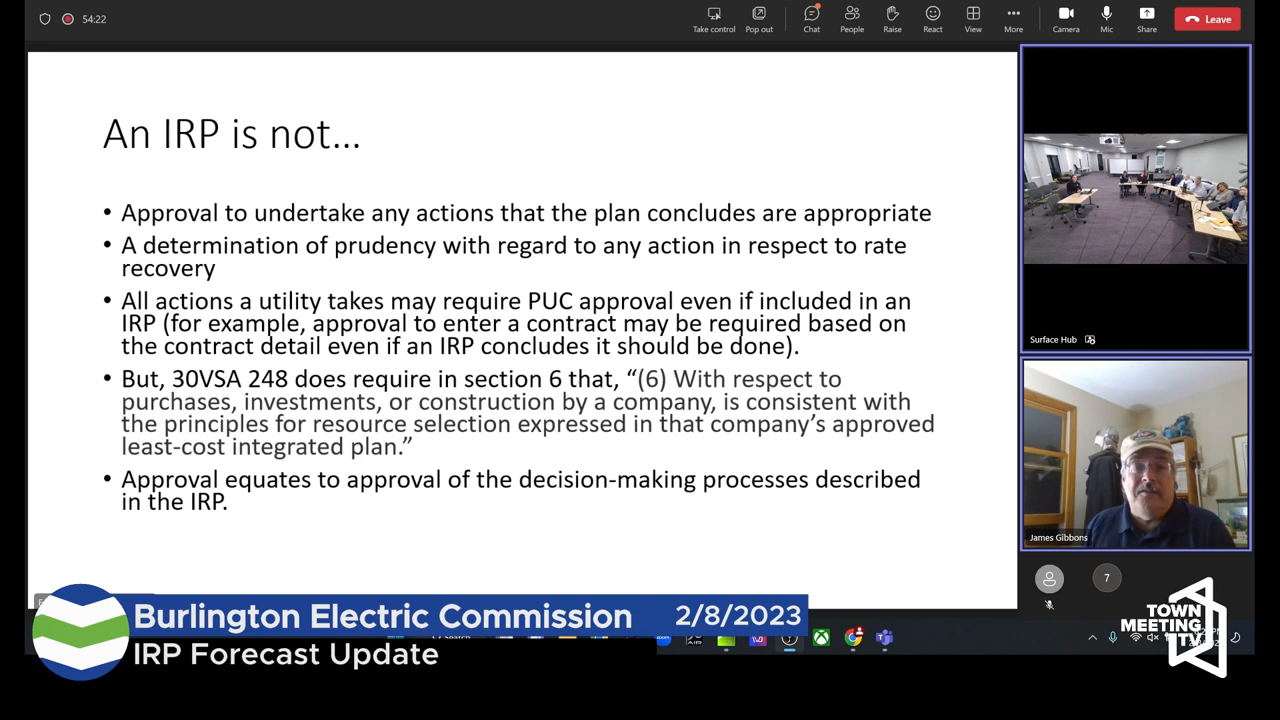 54:22
Take control
Pop out
Chat
People
Raise
React
View
More
Camera
Mic
Share
Leave
An IRP is not...
• Approval to undertake any actions that the plan concludes are appropriate
• A determination of prudency with regard to any action in respect to rate
recovery
• All actions a utility takes may require PUC approval even if included in an
IRP (for example, approval to enter a contract may be required based on
the contract detail even if an IRP concludes it should be done).
• But, 30VSA 248 does require in section 6 that, “(6) With respect to
purchases, investments, or construction by a company, is consistent with
the principles for resource selection expressed in that company’s approved
least-cost integrated plan.”
• Approval equates to approval of the decision-making processes described
in the IRP.
Surface Hub
James Gibbons
7
Burlington Electric Commission 2/8/2023
IRP Forecast Update
TOWN
MEETING
TV